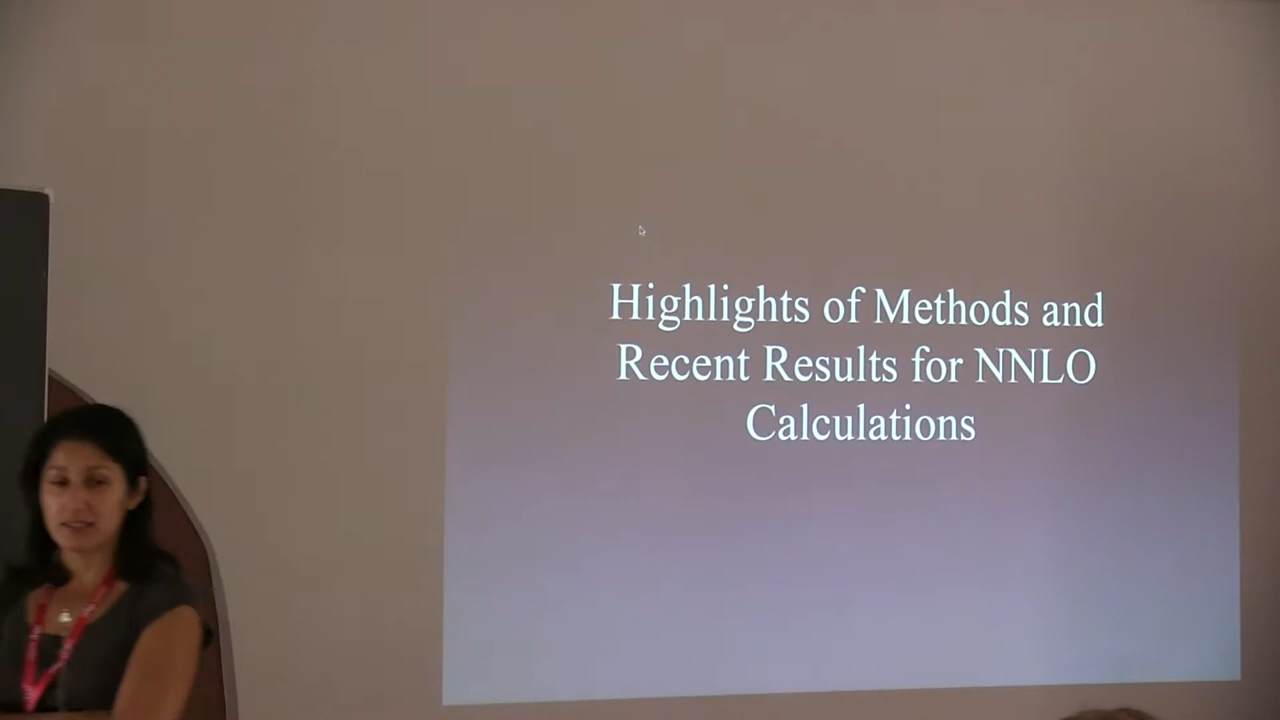 Highlights of Methods and
Recent Results for NNLO
Calculations